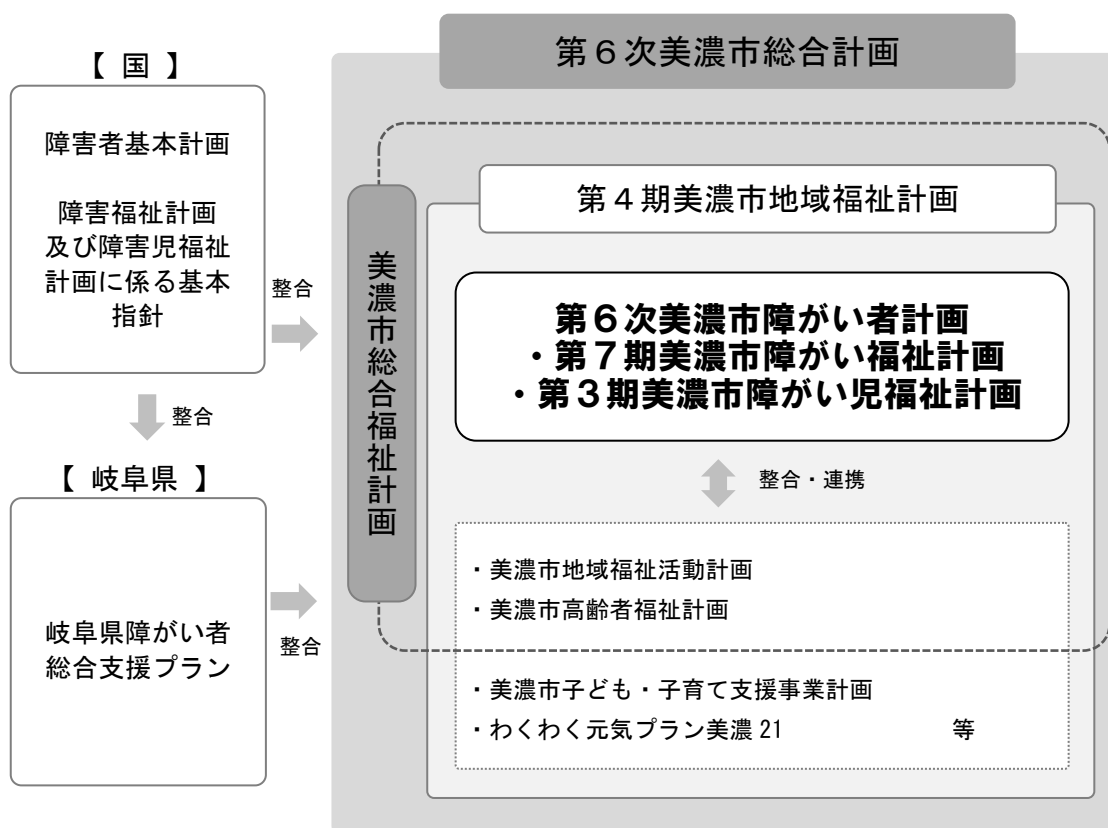 【 国 】
障害者基本計画
障害福祉計画
及び障害児福祉
計画に係る基本
指針
整合
整合
【 岐阜県 】
岐阜県障がい者
総合支援プラン
整合
第６次美濃市総合計画
美濃市総合福祉計画
第４期美濃市地域福祉計画
第６次美濃市障がい者計画
・第７期美濃市障がい福祉計画
・第３期美濃市障がい児福祉計画
整合・連携
・美濃市地域福祉活動計画
・美濃市高齢者福祉計画
・美濃市子ども・子育て支援事業計画
・わくわく元気プラン美濃 21 等